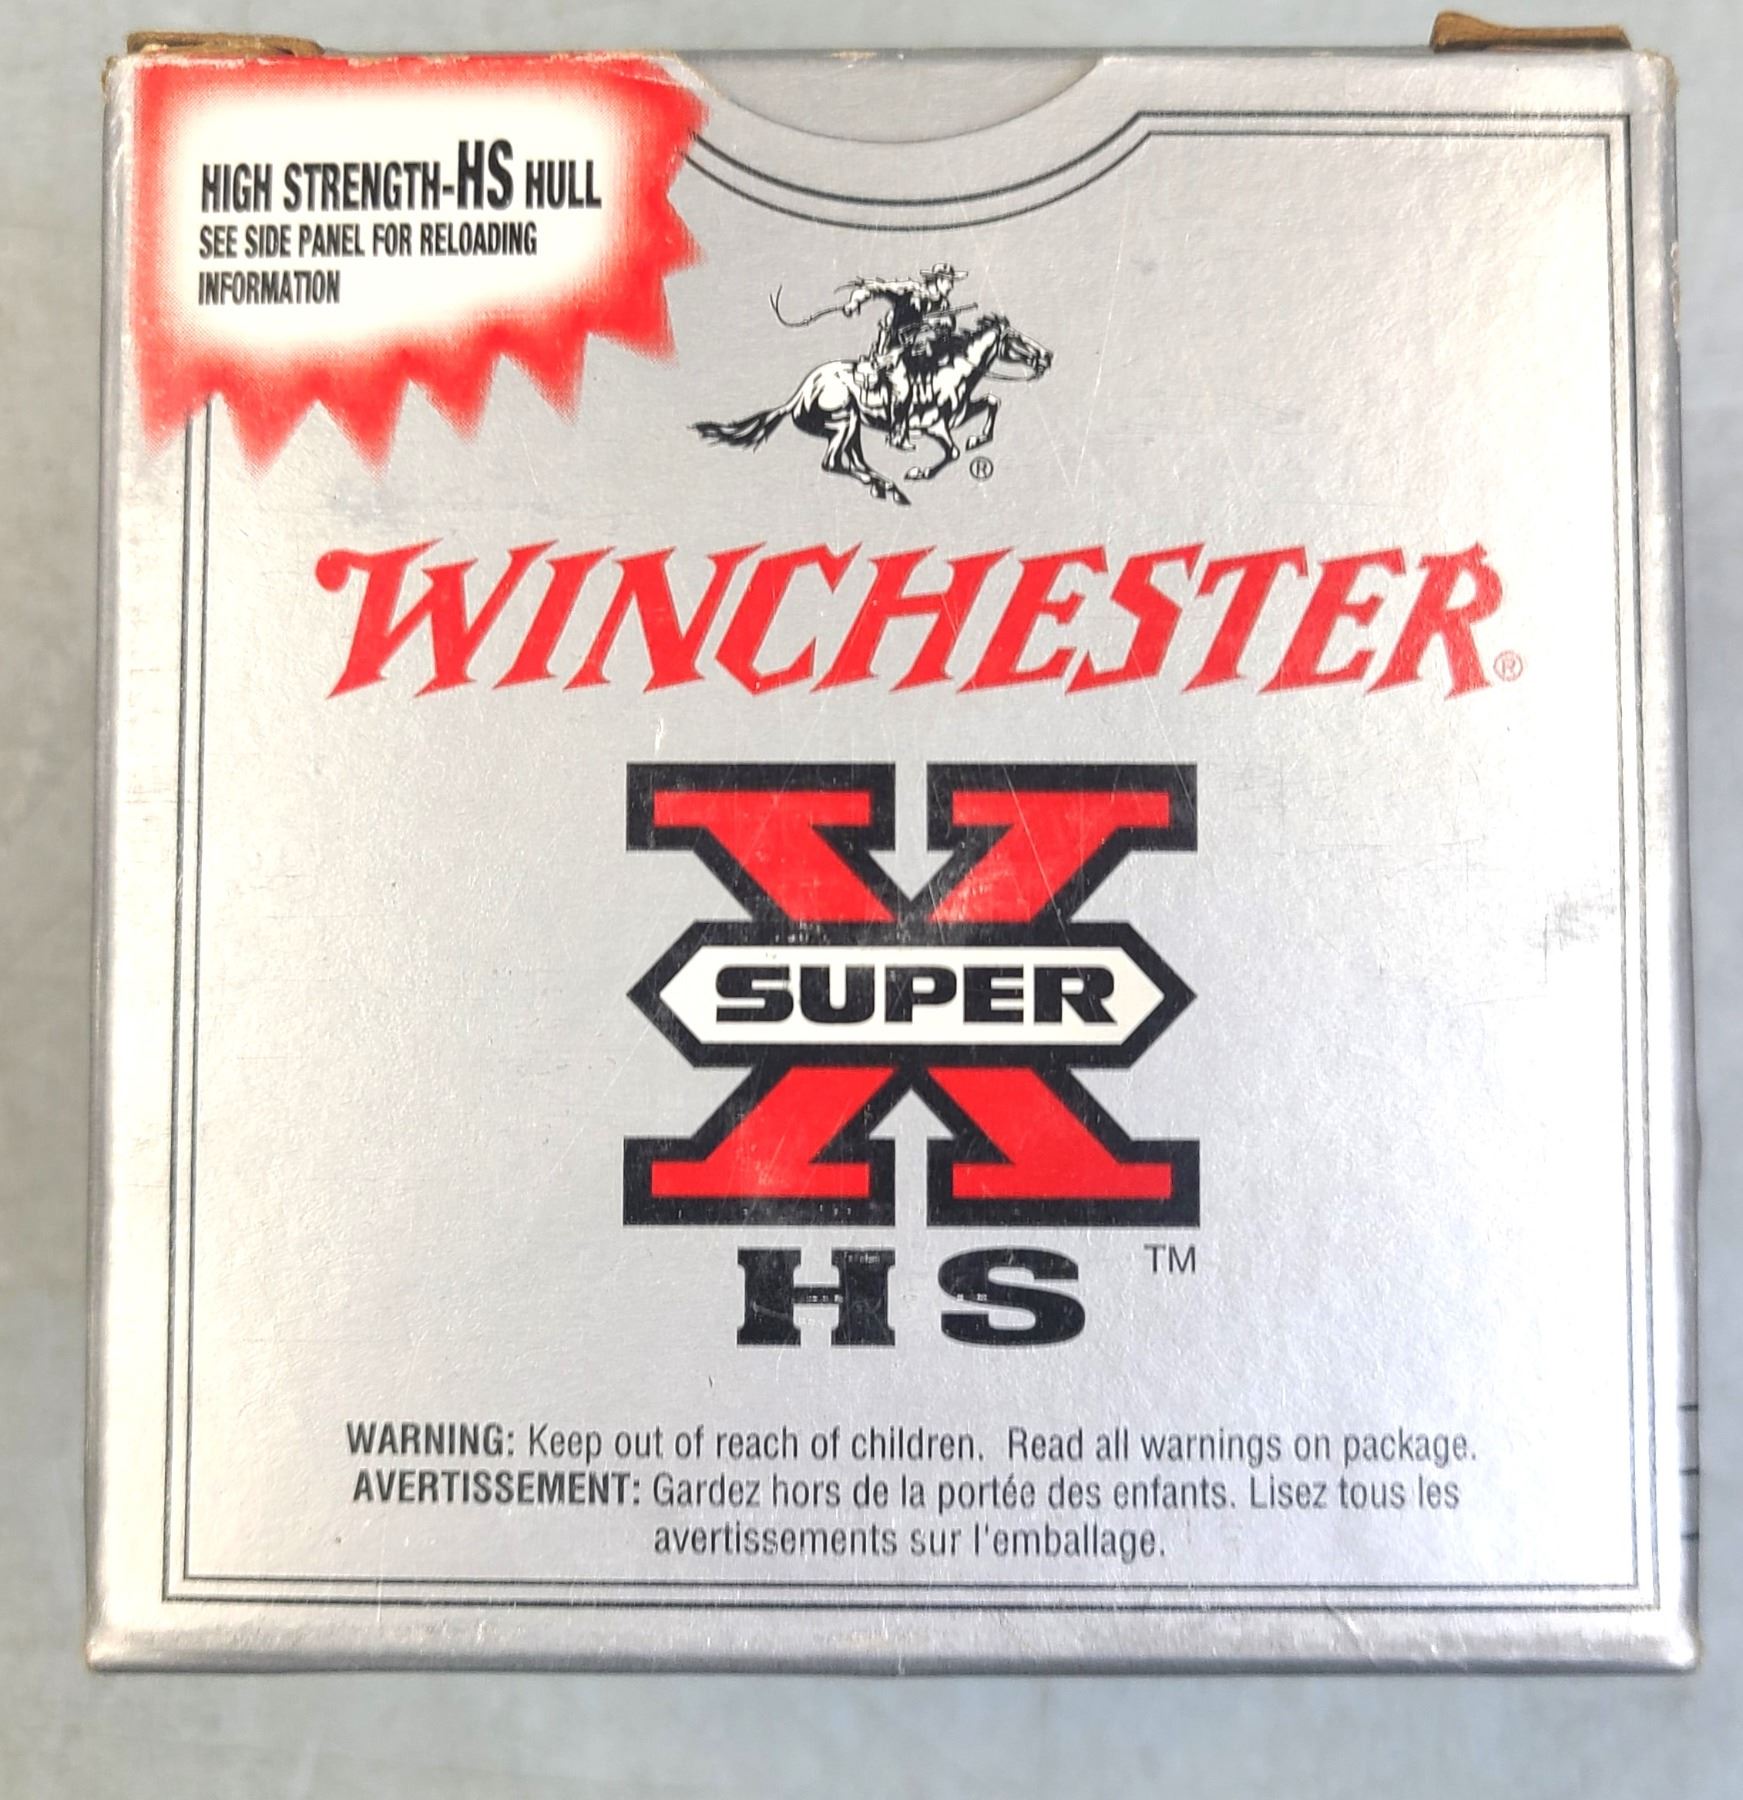 HIGH STRENGTH-HS HULL
SEE SIDE PANEL FOR RELOADING
INFORMATION
®
WINCHESTER®
X
SUPER
HS™
WARNING: Keep out of reach of children. Read all warnings on package.
AVERTISSEMENT: Gardez hors de la portée des enfants. Lisez tous les
avertissements sur l'emballage.